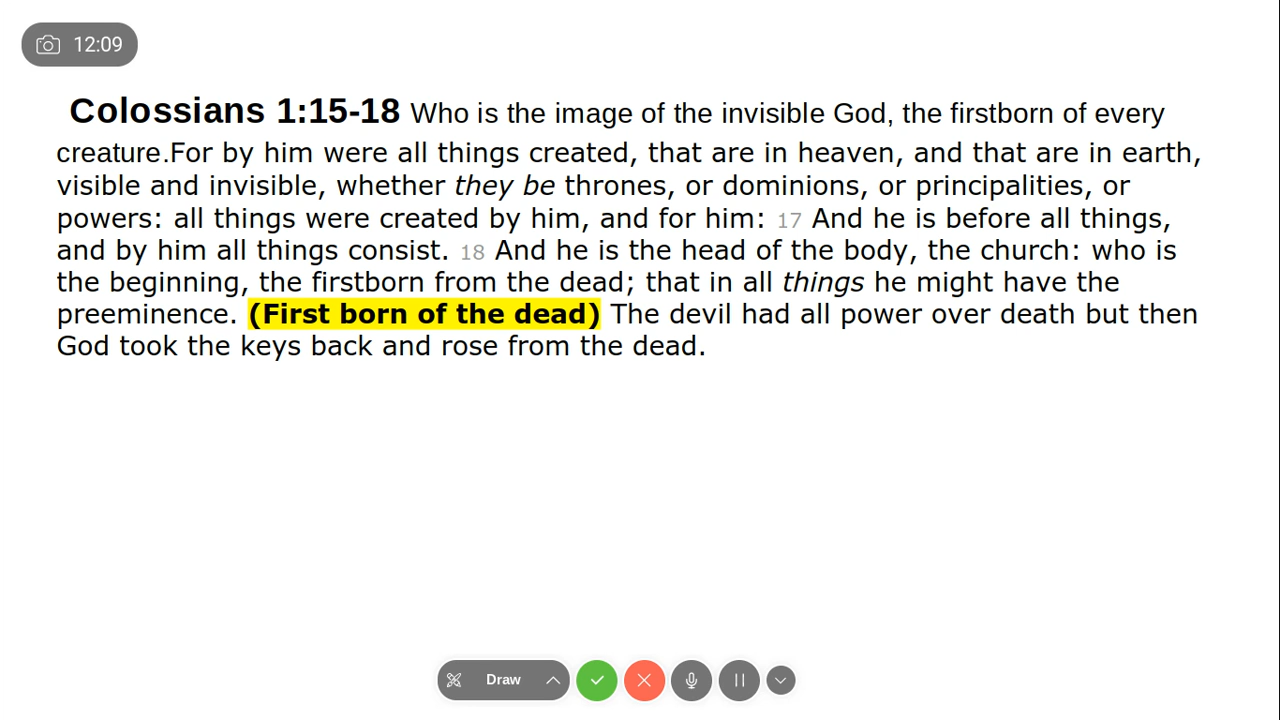 12:09
Colossians 1:15-18 Who is the image of the invisible God, the firstborn of every
creature.For by him were all things created, that are in heaven, and that are in earth,
visible and invisible, whether they be thrones, or dominions, or principalities, or
powers: all things were created by him, and for him: 17 And he is before all things,
and by him all things consist. 18 And he is the head of the body, the church: who is
the beginning, the firstborn from the dead; that in all things he might have the
preeminence. (First born of the dead) The devil had all power over death but then
God took the keys back and rose from the dead.
Draw